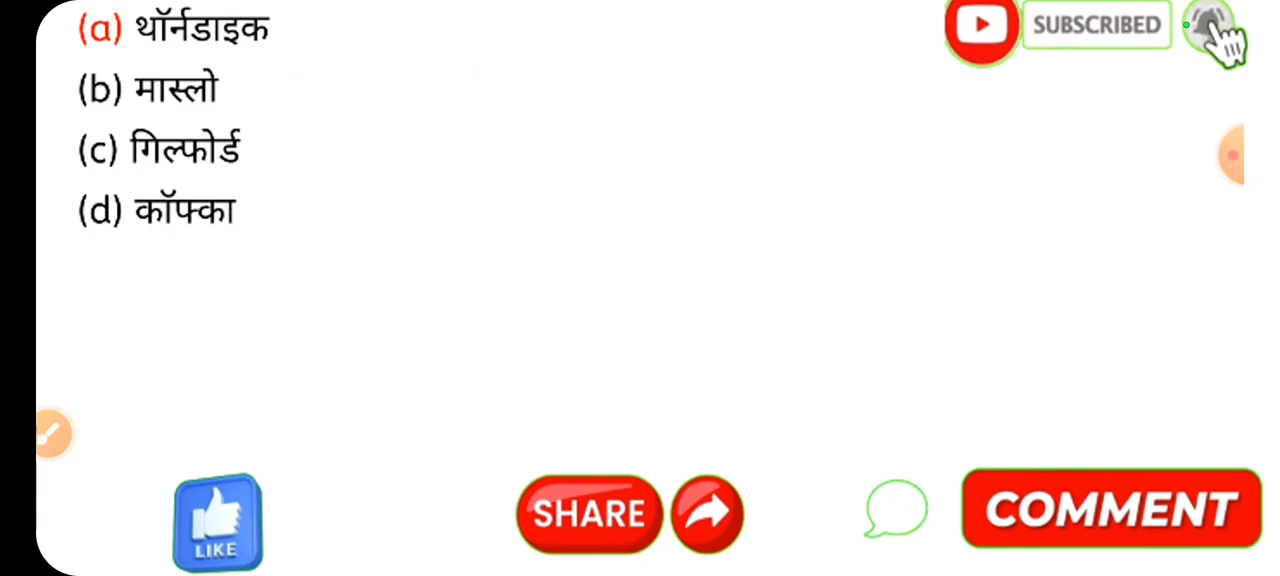 (a) थॉर्नडाइक
SUBSCRIBED
(b) मास्लो
(c) गिल्फोर्ड
(d) कॉफ्का
LIKE
SHARE
COMMENT